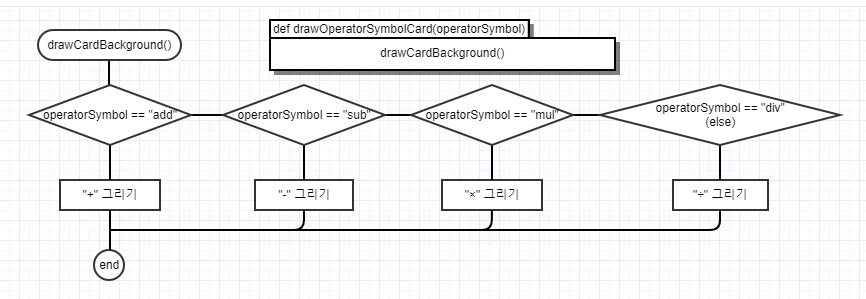 def drawOperatorSymbolCard(operatorSymbol)
drawCardBackground()
drawCardBackground()
operatorSymbol == "add"
operatorSymbol == "sub"
operatorSymbol == "mul"
operatorSymbol == "div"
(else)
"+" 그리기
"-" 그리기
"×" 그리기
"÷" 그리기
end